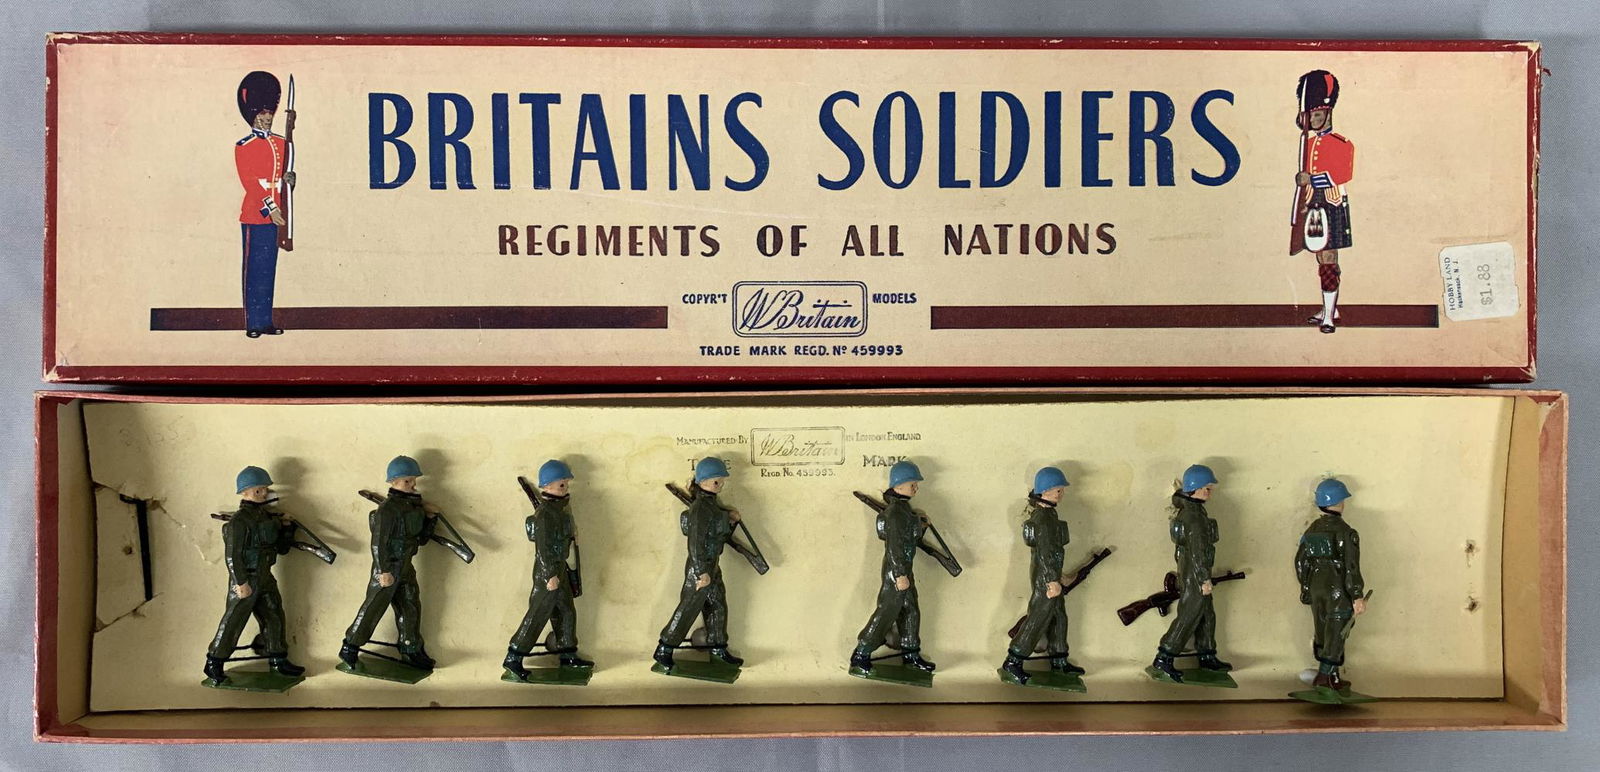 BRITAINS SOLDIERS
REGIMENTS OF ALL NATIONS
COPYR'T W Britain MODELS
TRADE MARK REGD. Nº 459993
HOBBY LAND
Hackensack, N. J.
$1.88
MANUFACTURED BY W Britain IN LONDON ENGLAND
MARK
REGD. NO. 459993.